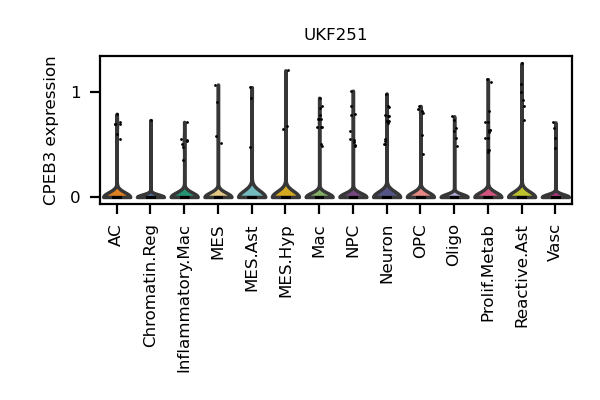 UKF251
CPEB3 expression
1
0
AC
Chromatin.Reg
Inflammatory.Mac
MES
MES.Ast
MES.Hyp
Mac
NPC
Neuron
OPC
Oligo
Prolif.Metab
Reactive.Ast
Vasc